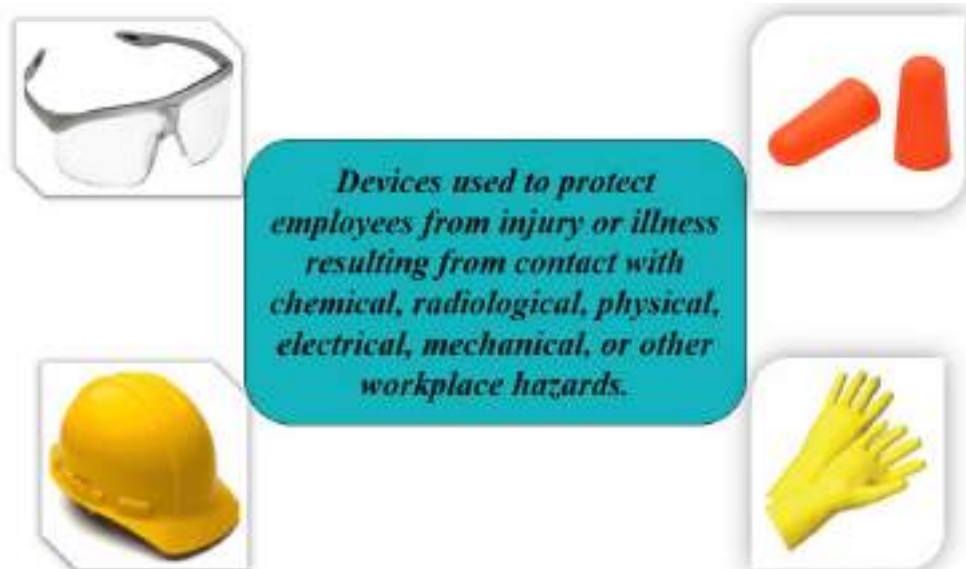 Devices used to protect
employees from injury or illness
resulting from contact with
chemical, radiological, physical,
electrical, mechanical, or other
workplace hazards.